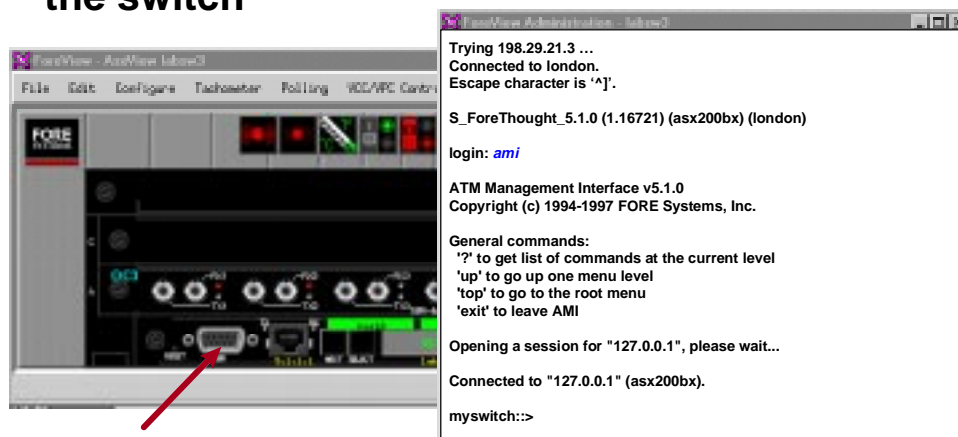 the switch
ForeView - AsxView labsw3
File Edit Configure Tachometer Polling VCC/VPC
FORE
C
OC3
A
NEXT SELECT
ForeView Administration - labsw3
Trying 198.29.21.3 …
Connected to london.
Escape character is ‘^]’.
S_ForeThought_5.1.0 (1.16721) (asx200bx) (london)
login: ami
ATM Management Interface v5.1.0
Copyright (c) 1994-1997 FORE Systems, Inc.
General commands:
'?' to get list of commands at the current level
'up' to go up one menu level
'top' to go to the root menu
'exit' to leave AMI
Opening a session for "127.0.0.1", please wait...
Connected to "127.0.0.1" (asx200bx).
myswitch::>